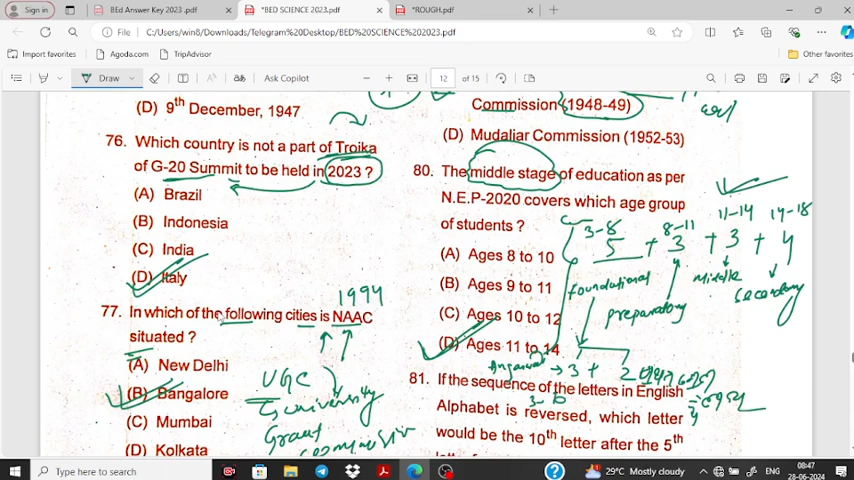 Sign in
BEd Answer Key 2023 .pdf
*BED SCIENCE 2023.pdf
*ROUGH.pdf
File
C:/Users/win8/Downloads/Telegram%20Desktop/BED%20SCIENCE%202023.pdf
Import favorites
Agoda.com
TripAdvisor
Other favorites
Draw
Ask Copilot
12
of 15
(D) 9th December, 1947
76. Which country is not a part of Troika
of G-20 Summit to be held in 2023 ?
(A) Brazil
(B) Indonesia
(C) India
(D) Italy
1994
77. In which of the following cities is NAAC
situated ?
(A) New Delhi
(B) Bangalore
(C) Mumbai
(D) Kolkata
UGC
University
Grant
Commission (1948-49)
(D) Mudaliar Commission (1952-53)
80. The middle stage of education as per
N.E.P-2020 covers which age group
of students ?
(A) Ages 8 to 10
(B) Ages 9 to 11
(C) Ages 10 to 12
(D) Ages 11 to 14
3-8 8-11 11-14 14-18
5 + 3 + 3 + 4
foundational
preparatory
middle
secondary
3 + 2
81. If the sequence of the letters in English
Alphabet is reversed, which letter
would be the 10th letter after the 5th
Type here to search
29°C Mostly cloudy
ENG
08:47
28-06-2024